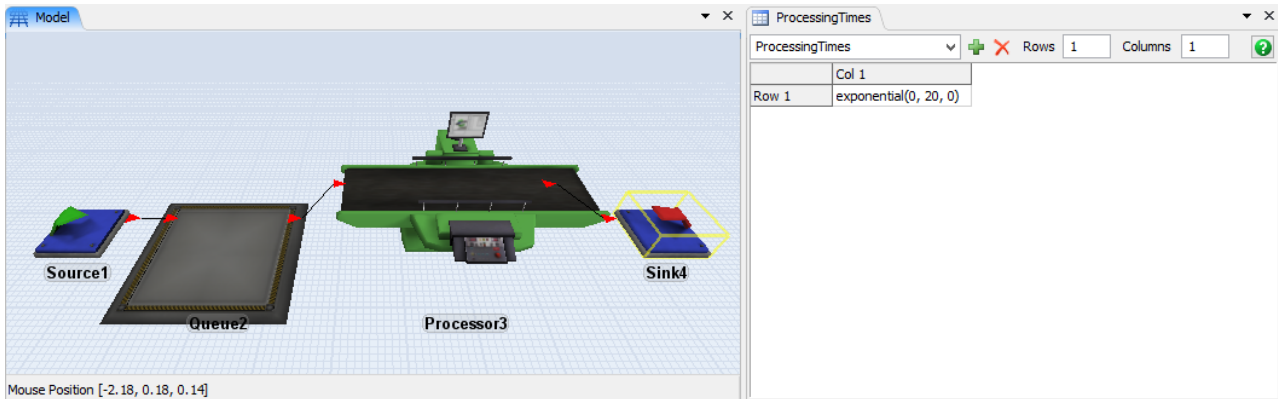 Model
Source1
Queue2
Processor3
Sink4
Mouse Position [-2.18, 0.18, 0.14]
ProcessingTimes
ProcessingTimes Rows 1 Columns 1
Col 1
Row 1 exponential(0, 20, 0)